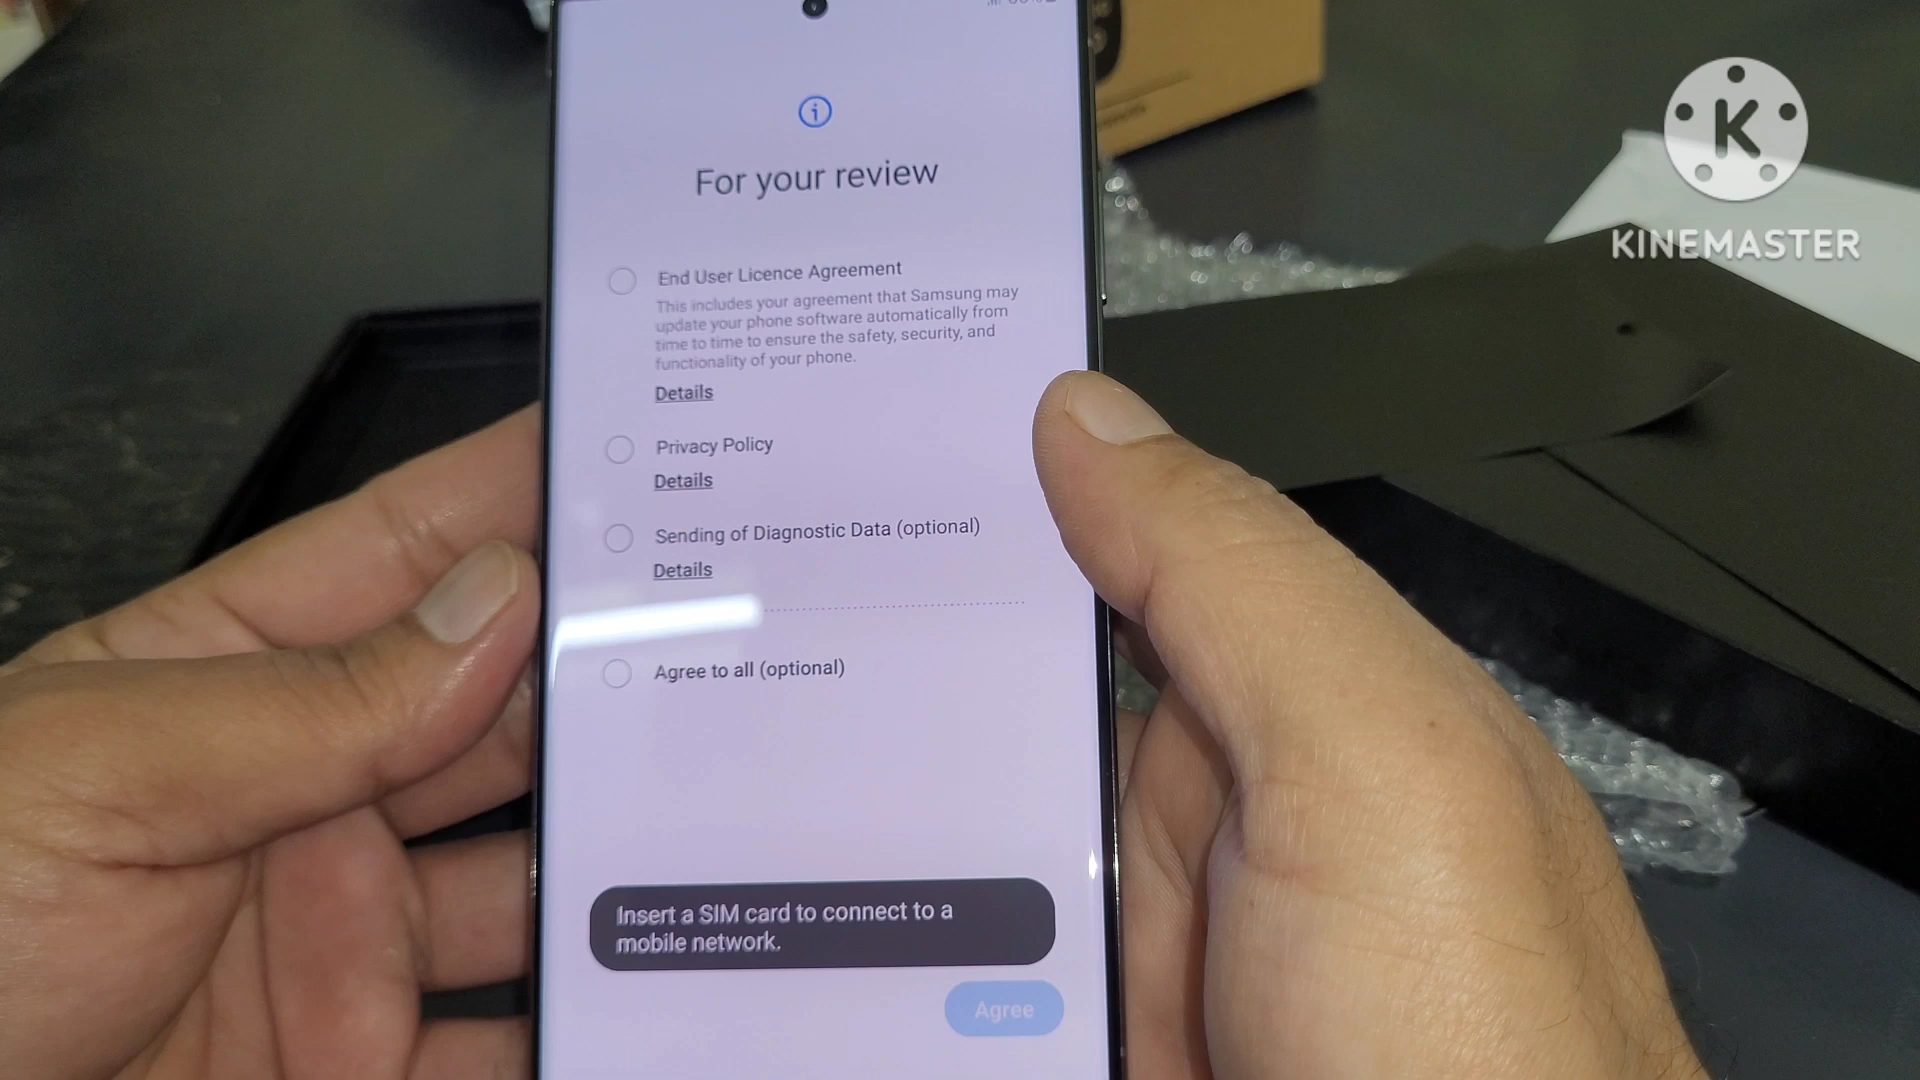 For your review
End User Licence Agreement
This includes your agreement that Samsung may
update your phone software automatically from
time to time to ensure the safety, security, and
functionality of your phone.
Details
Privacy Policy
Details
Sending of Diagnostic Data (optional)
Details
Agree to all (optional)
Insert a SIM card to connect to a
mobile network.
Agree
K
KINEMASTER